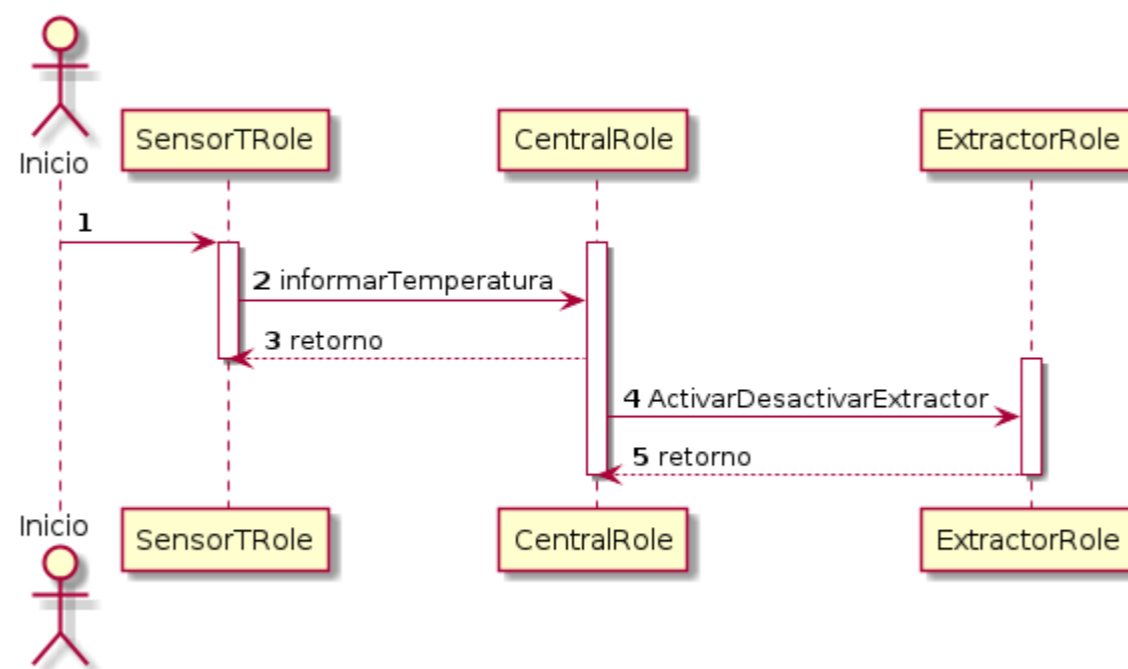 Inicio
SensorTRole
CentralRole
ExtractorRole
1
2 informarTemperatura
3 retorno
4 ActivarDesactivarExtractor
5 retorno
Inicio
SensorTRole
CentralRole
ExtractorRole